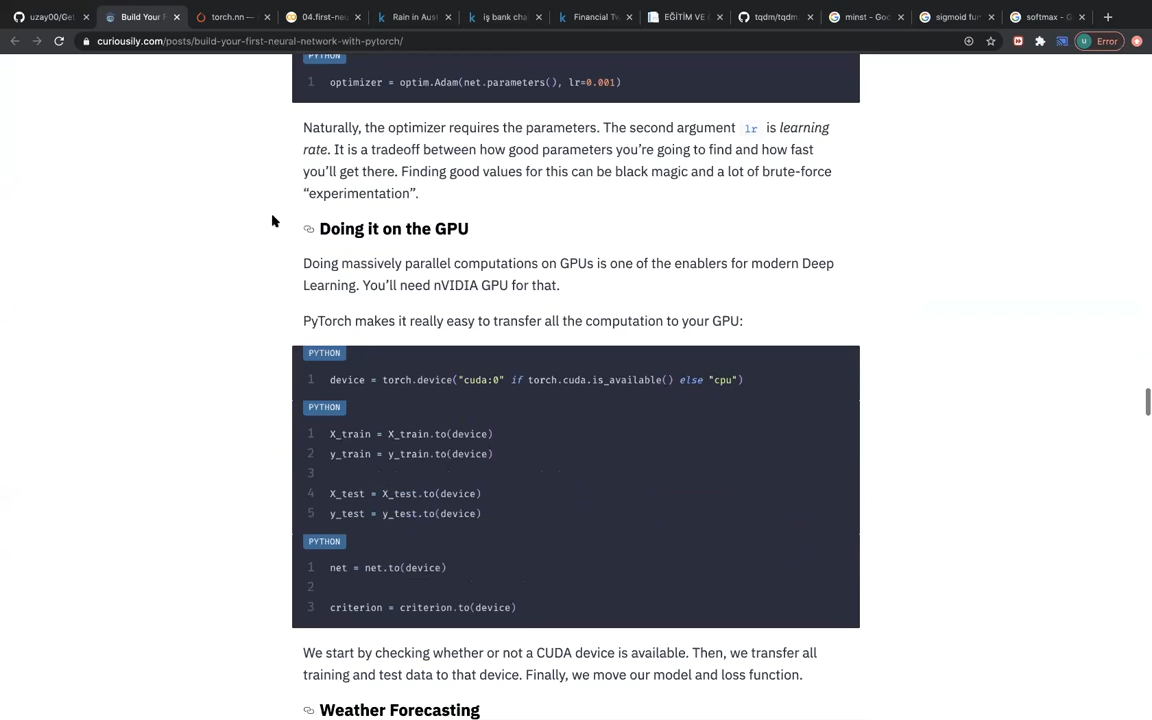 uzay00/Get
Build Your F
torch.nn —
04.first-neu
Rain in Aust
iş bank chal
Financial Tw
EĞİTİM VE
tqdm/tqdm
minst - Goo
sigmoid fun
softmax - G
curiousily.com/posts/build-your-first-neural-network-with-pytorch/
u Error
PYTHON
1 optimizer = optim.Adam(net.parameters(), lr=0.001)
Naturally, the optimizer requires the parameters. The second argument lr is learning
rate. It is a tradeoff between how good parameters you’re going to find and how fast
you’ll get there. Finding good values for this can be black magic and a lot of brute-force
“experimentation”.
Doing it on the GPU
Doing massively parallel computations on GPUs is one of the enablers for modern Deep
Learning. You’ll need nVIDIA GPU for that.
PyTorch makes it really easy to transfer all the computation to your GPU:
PYTHON
1 device = torch.device("cuda:0" if torch.cuda.is_available() else "cpu")
PYTHON
1 X_train = X_train.to(device)
2 y_train = y_train.to(device)
3
4 X_test = X_test.to(device)
5 y_test = y_test.to(device)
PYTHON
1 net = net.to(device)
2
3 criterion = criterion.to(device)
We start by checking whether or not a CUDA device is available. Then, we transfer all
training and test data to that device. Finally, we move our model and loss function.
Weather Forecasting